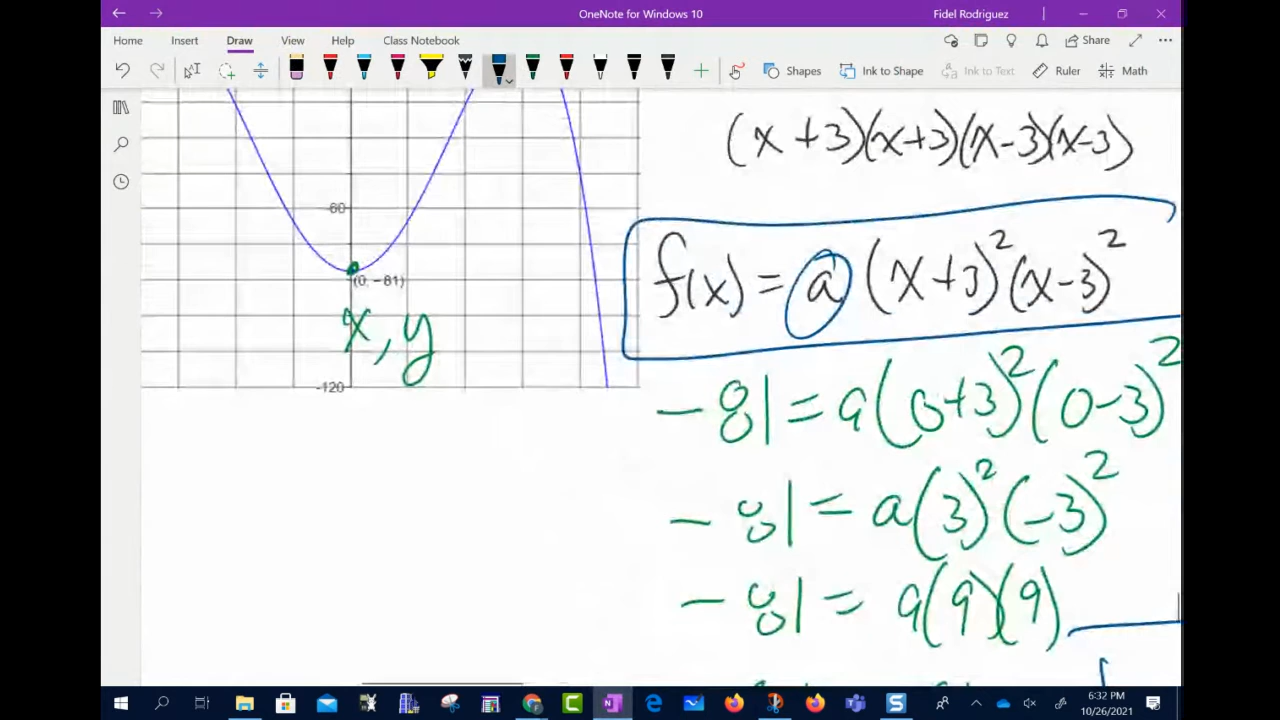 OneNote for Windows 10
Fidel Rodriguez
Home Insert Draw View Help Class Notebook
Share
Shapes Ink to Shape Ink to Text Ruler Math
(x+3)(x+3)(x-3)(x-3)
-60
(0, -81)
x, y
-120
f(x) = a (x+3)² (x-3)²
-81 = a(0+3)² (0-3)²
-81 = a(3)² (-3)²
-81 = a(9)(9)
6:32 PM
10/26/2021